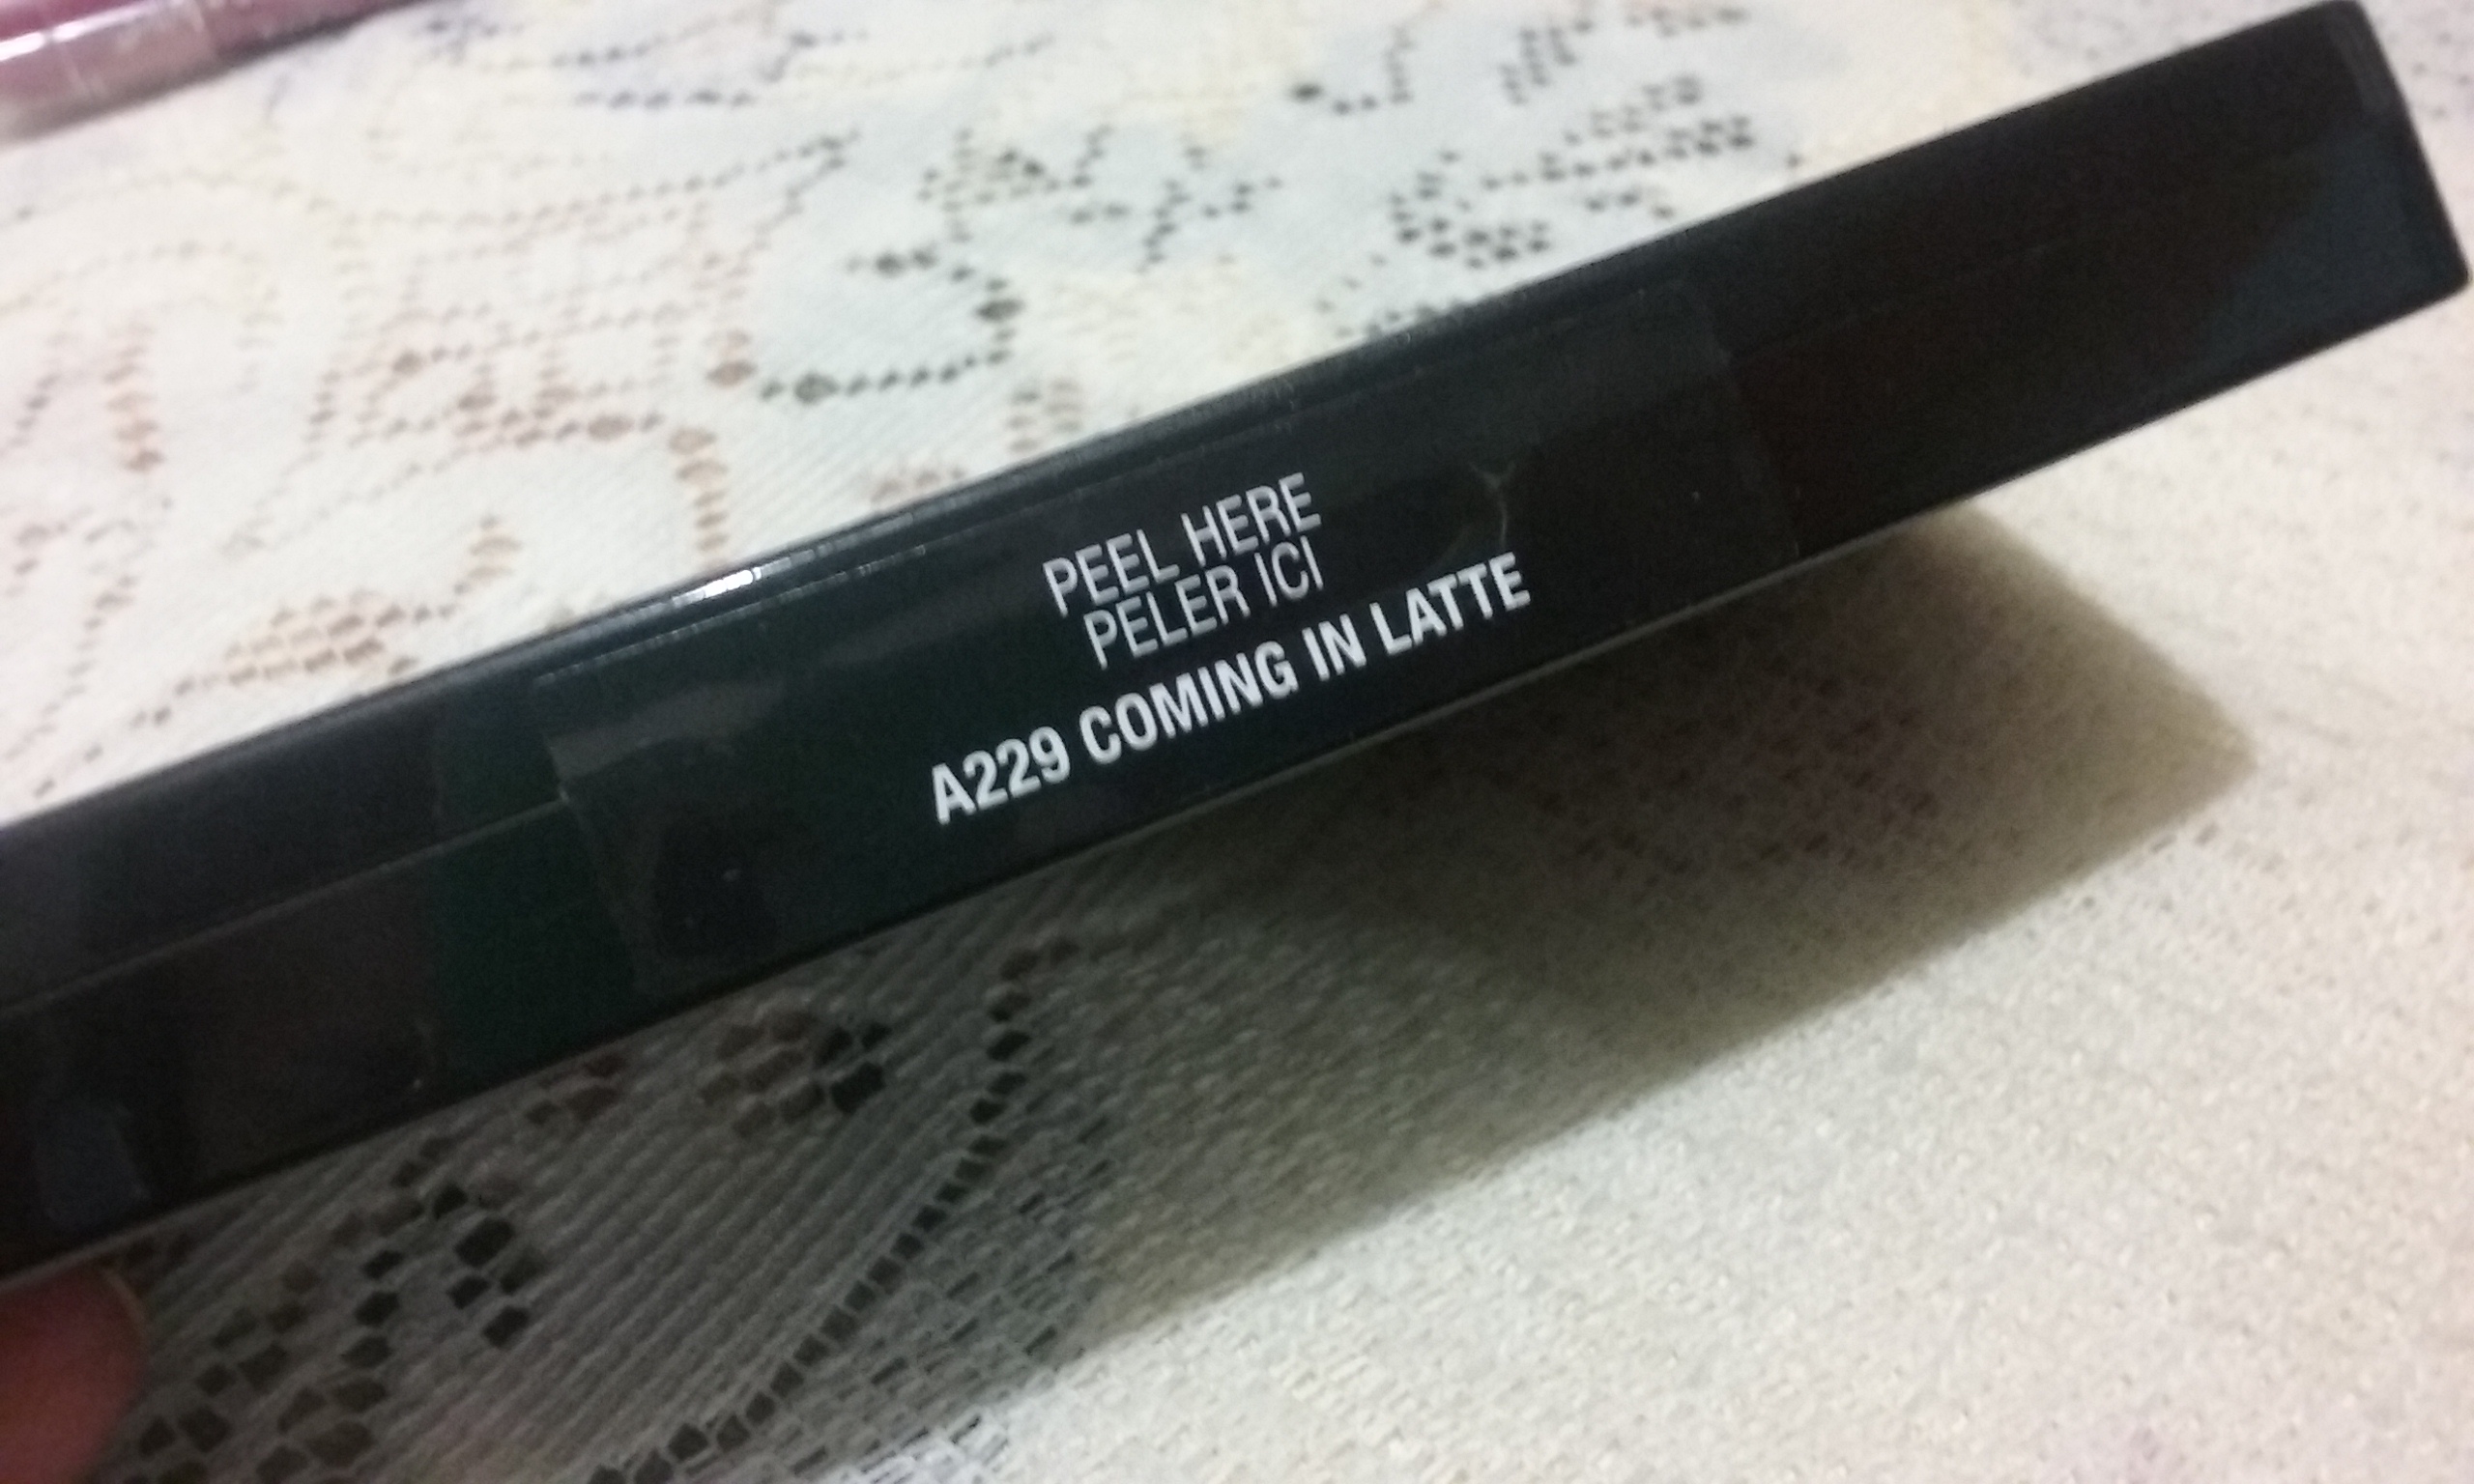 PEEL HERE
PELER ICI
A229 COMING IN LATTE